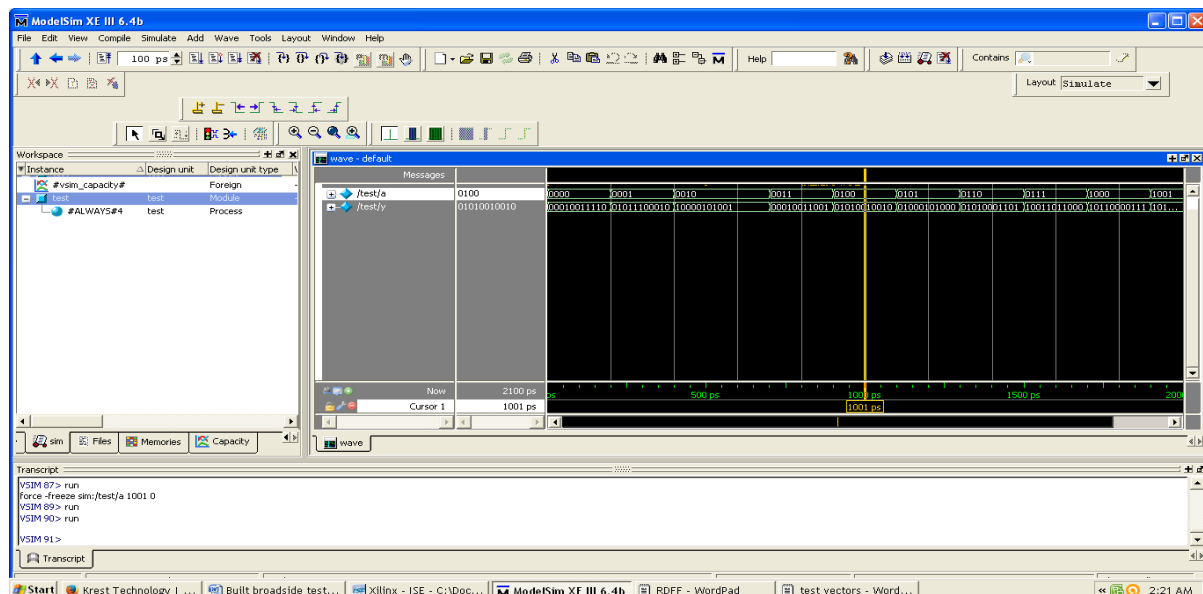 ModelSim XE III 6.4b
File Edit View Compile Simulate Add Wave Tools Layout Window Help
100 ps
Help
Contains
Layout Simulate
Workspace
Instance Design unit Design unit type
#vsim_capacity# Foreign
test test Module
#ALWAYS#4 test Process
sim Files Memories Capacity
wave - default
Messages
/test/a 0100 0000 0001 0010 0011 0100 0101 0110 0111 1000 1001
/test/y 01010010010 00010011110 01011100010 10000101001 00010011001 01010010010 01000101000 01010001101 10011011000 10110000111 101...
Now 2100 ps
Cursor 1 1001 ps
ps 500 ps 1000 ps 1500 ps 200
1001 ps
wave
Transcript
VSIM 87> run
force -freeze sim:/test/a 1001 0
VSIM 89> run
VSIM 90> run
VSIM 91>
Transcript
Start Krest Technology | ... Built broadside test... Xilinx - ISE - C:\Doc... ModelSim XE III 6.4b RDFF - WordPad test vectors - Word... 2:21 AM